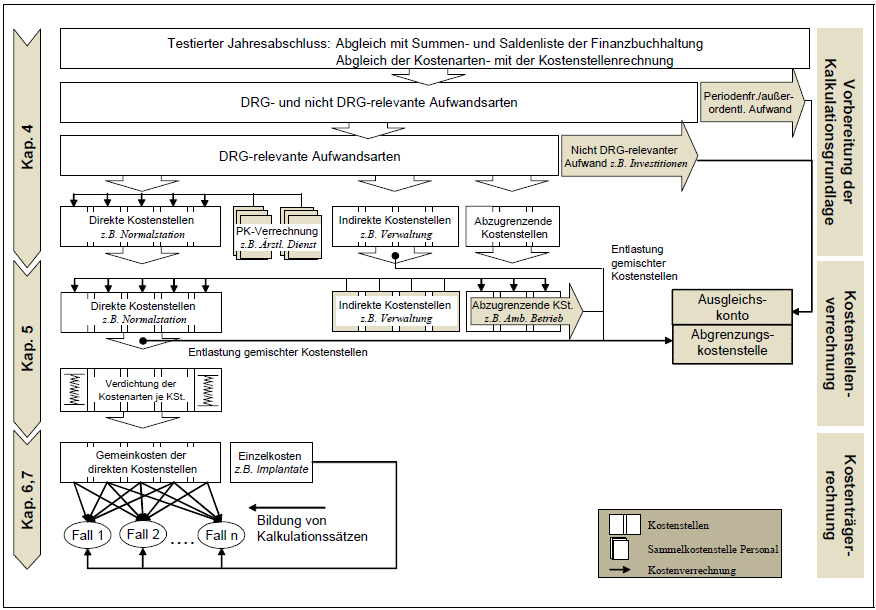 Testierter Jahresabschluss: Abgleich mit Summen- und Saldenliste der Finanzbuchhaltung
Abgleich der Kostenarten- mit der Kostenstellenrechnung
DRG- und nicht DRG-relevante Aufwandsarten
Periodenfr./außer-
ordentl. Aufwand
DRG-relevante Aufwandsarten
Nicht DRG-relevanter
Aufwand z.B. Investitionen
Kap. 4
Vorbereitung der
Kalkulationsgrundlage
Direkte Kostenstellen
z.B. Normalstation
PK-Verrechnung
z.B. Ärztl. Dienst
Indirekte Kostenstellen
z.B. Verwaltung
Abzugrenzende
Kostenstellen
Entlastung
gemischter
Kostenstellen
Kap. 5
Kostenstellen-
verrechnung
Direkte Kostenstellen
z.B. Normalstation
Indirekte Kostenstellen
z.B. Verwaltung
Abzugrenzende KSt.
z.B. Amb. Betrieb
Ausgleichs-
konto
Abgrenzungs-
kostenstelle
Entlastung gemischter Kostenstellen
Verdichtung der
Kostenarten je KSt.
Kap. 6,7
Kostenträger-
rechnung
Gemeinkosten der
direkten Kostenstellen
Einzelkosten
z.B. Implantate
Fall 1
Fall 2
....
Fall n
Bildung von
Kalkulationssätzen
Kostenstellen
Sammelkostenstelle Personal
Kostenverrechnung